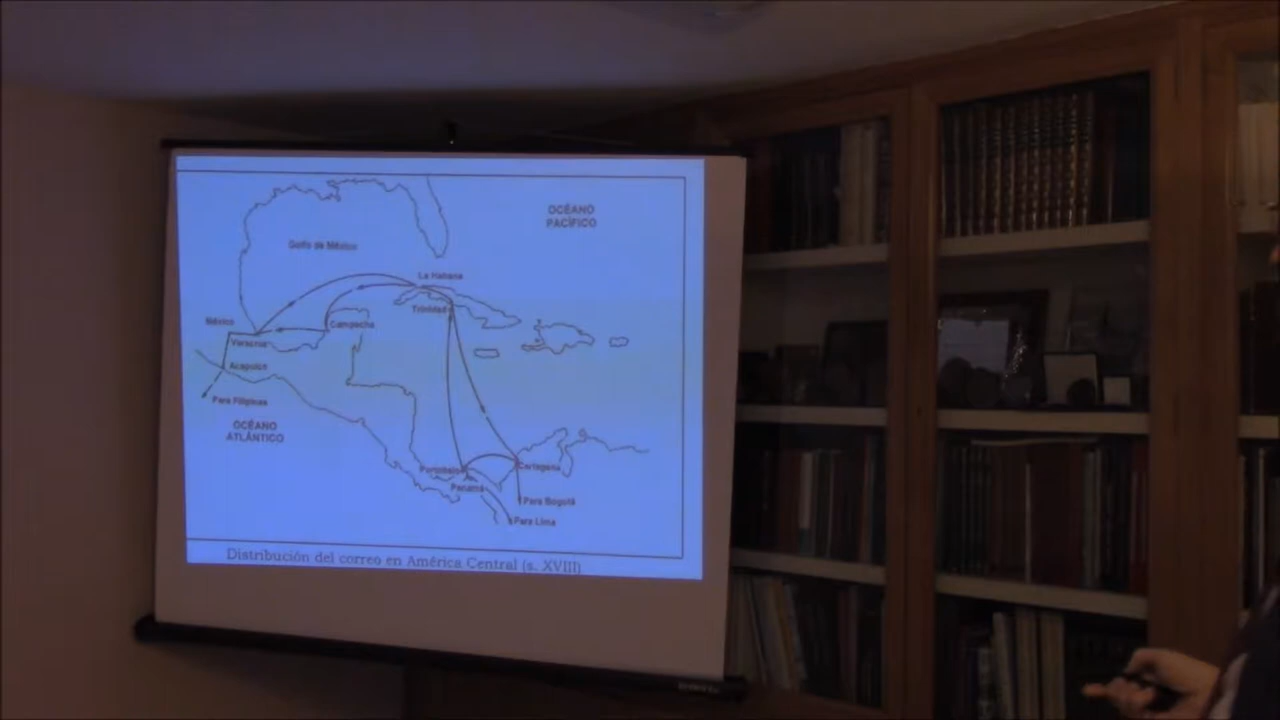 OCÉANO
PACÍFICO
Golfo de México
La Habana
Trinidad
México
Campeche
Veracruz
Acapulco
Para Filipinas
OCÉANO
ATLÁNTICO
Portobelo
Cartagena
Panamá
Para Bogotá
Para Lima
Distribución del correo en América Central (s. XVIII)